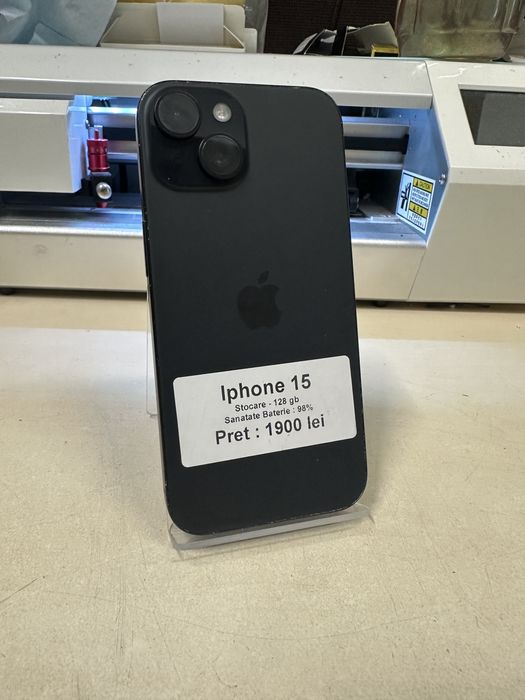 Iphone 15
Stocare - 128 gb
Sanatate Baterie : 98%
Pret : 1900 lei